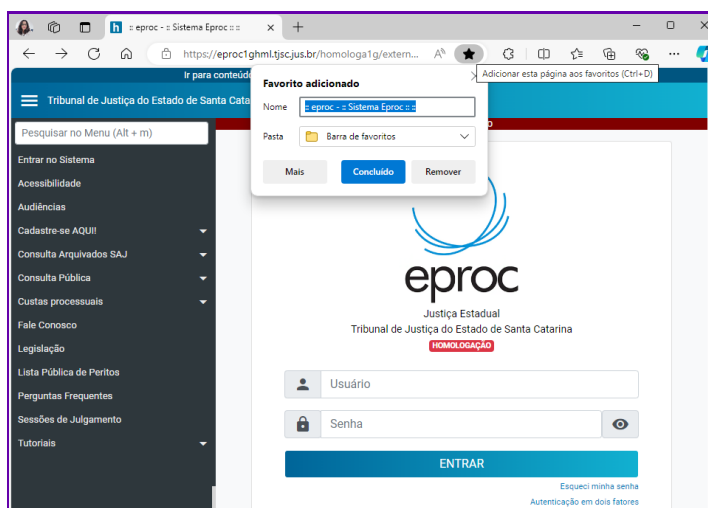 :: eproc - :: Sistema Eproc :: ::
https://eproc1ghml.tjsc.jus.br/homologa1g/extern...
Adicionar esta página aos favoritos (Ctrl+D)
Ir para conteúdo
Tribunal de Justiça do Estado de Santa Cata
Favorito adicionado
Nome
:: eproc - :: Sistema Eproc :: ::
Pasta
Barra de favoritos
Mais
Concluído
Remover
Pesquisar no Menu (Alt + m)
Entrar no Sistema
Acessibilidade
Audiências
Cadastre-se AQUI!
Consulta Arquivados SAJ
Consulta Pública
Custas processuais
Fale Conosco
Legislação
Lista Pública de Peritos
Perguntas Frequentes
Sessões de Julgamento
Tutoriais
eproc
Justiça Estadual
Tribunal de Justiça do Estado de Santa Catarina
HOMOLOGAÇÃO
Usuário
Senha
ENTRAR
Esqueci minha senha
Autenticação em dois fatores